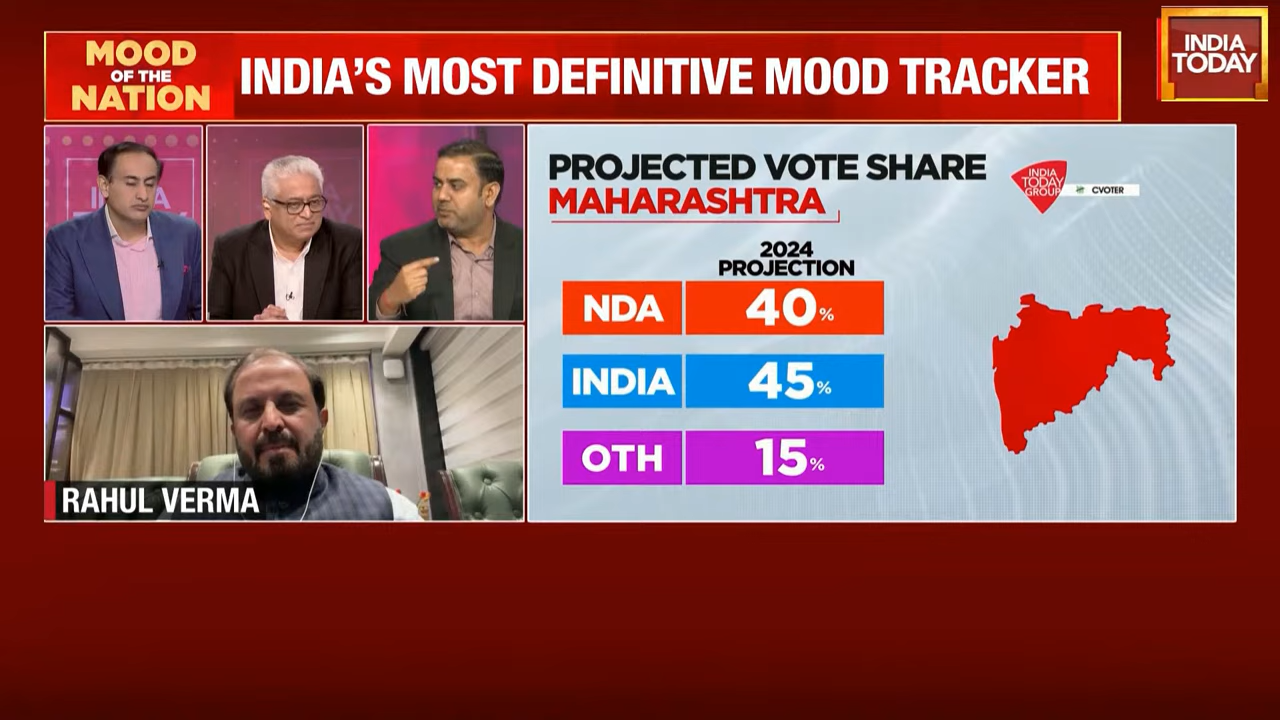 MOOD
OF THE
NATION
INDIA'S MOST DEFINITIVE MOOD TRACKER
INDIA
TODAY
PROJECTED VOTE SHARE
MAHARASHTRA
INDIA
TODAY
GROUP
CVOTER
2024
PROJECTION
NDA 40%
INDIA 45%
OTH 15%
RAHUL VERMA